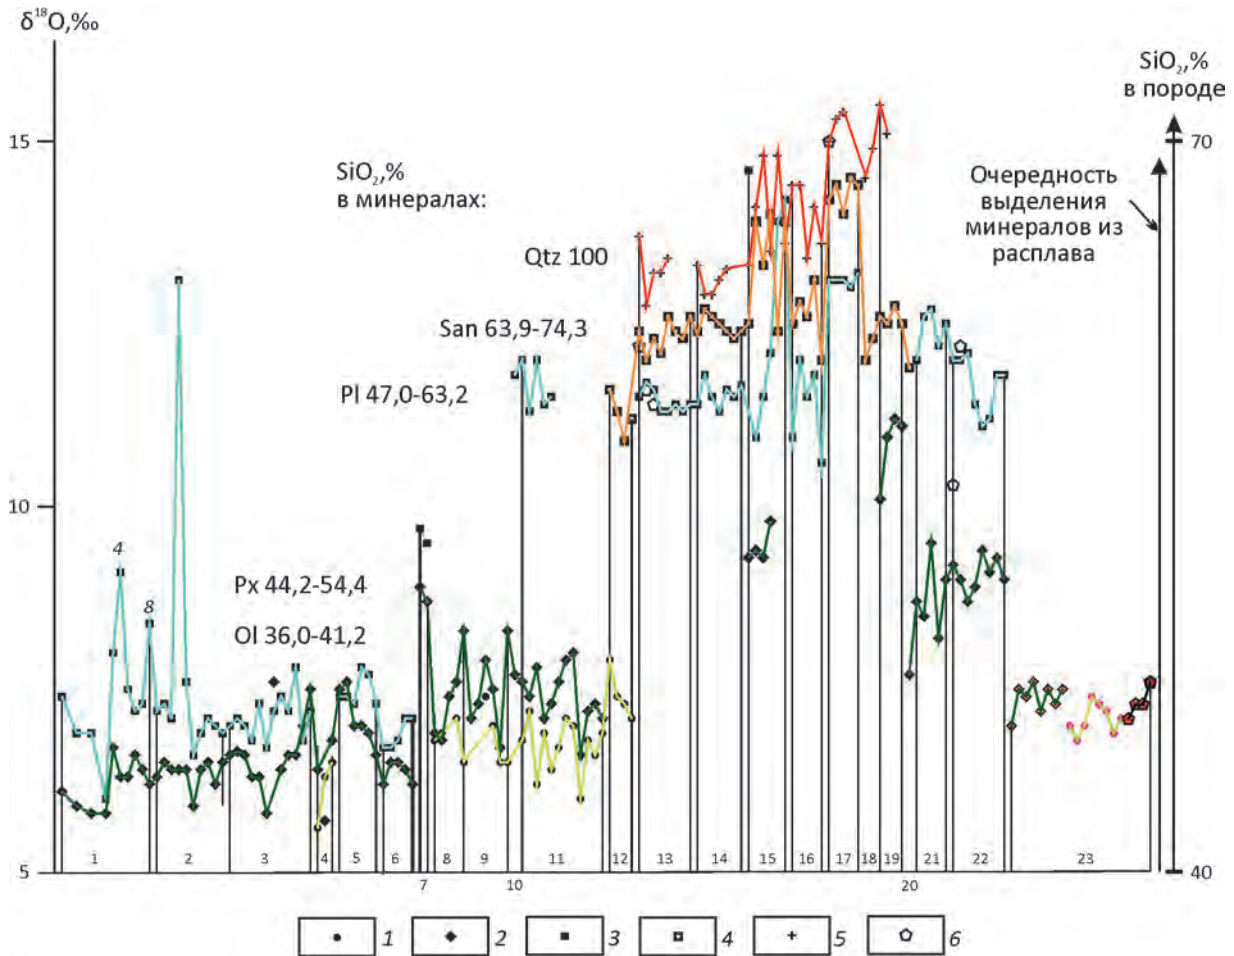 δ¹⁸O,‰
15
10
5
SiO₂,%
в минералах:
Qtz 100
San 63,9-74,3
Pl 47,0-63,2
Px 44,2-54,4
Ol 36,0-41,2
4
8
SiO₂,%
в породе
70
Очередность
выделения
минералов из
расплава
40
1 2 3 4 5 6 8 9 11 12 13 14 15 16 17 18 19 21 22 23
7 10 20
1 2 3 4 5 6